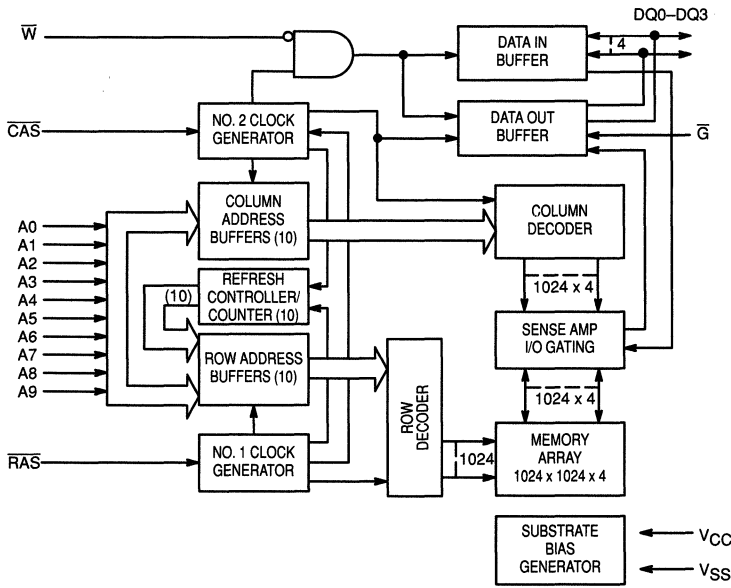 DQ0–DQ3
W
DATA IN
BUFFER
4
CAS
NO. 2 CLOCK
GENERATOR
DATA OUT
BUFFER
G
COLUMN
ADDRESS
BUFFERS (10)
COLUMN
DECODER
A0
A1
A2
A3
A4
A5
A6
A7
A8
A9
(10)
REFRESH
CONTROLLER/
COUNTER (10)
1024 x 4
SENSE AMP
I/O GATING
ROW ADDRESS
BUFFERS (10)
ROW
DECODER
1024 x 4
RAS
NO. 1 CLOCK
GENERATOR
1024
MEMORY
ARRAY
1024 x 1024 x 4
SUBSTRATE
BIAS
GENERATOR
VCC
VSS